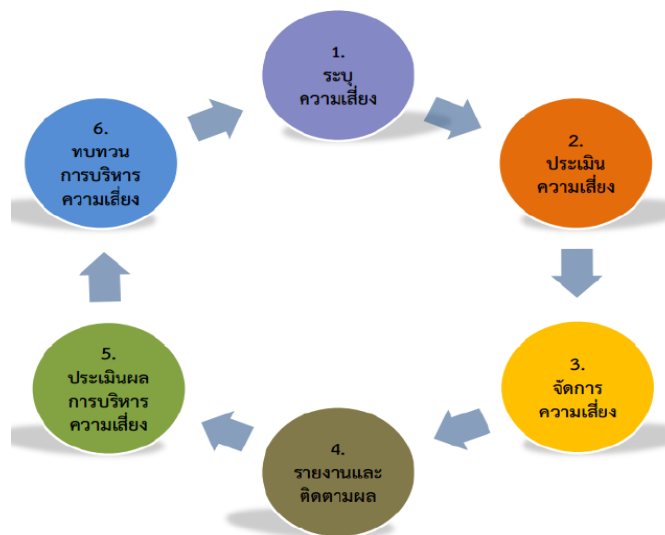 1.
ระบุ
ความเสี่ยง
2.
ประเมิน
ความเสี่ยง
3.
จัดการ
ความเสี่ยง
4.
รายงานและ
ติดตามผล
5.
ประเมินผล
การบริหาร
ความเสี่ยง
6.
ทบทวน
การบริหาร
ความเสี่ยง